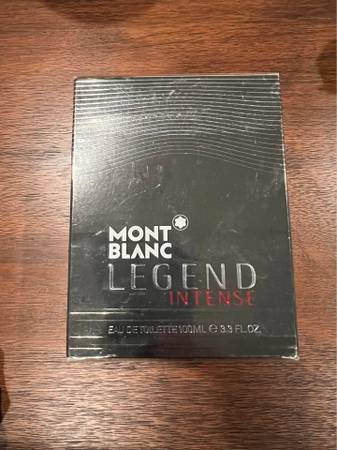 MONT
BLANC
LEGEND
INTENSE
EAU DE TOILETTE 100ML ℮ 3.3 FL.OZ.